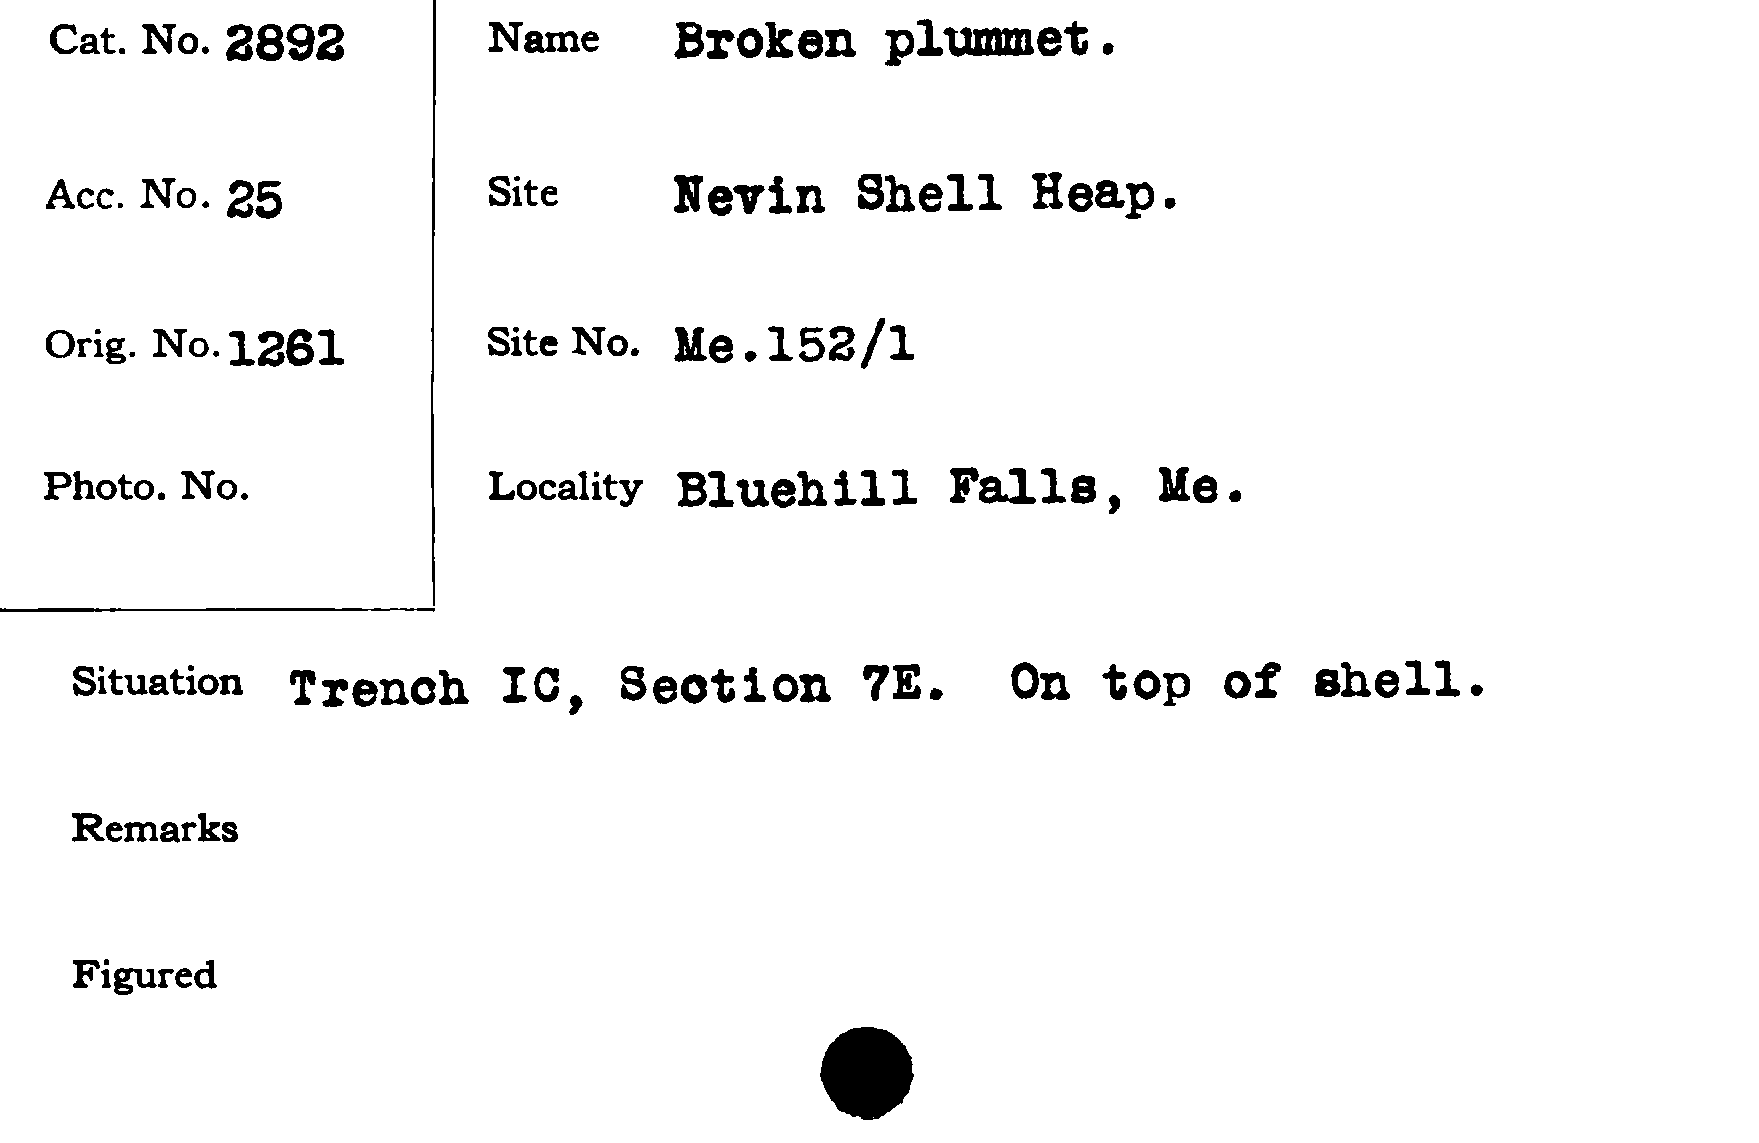 Cat. No. 2892
Name Broken plummet.
Acc. No. 25
Site Nevin Shell Heap.
Orig. No. 1261
Site No. Me.152/1
Photo. No.
Locality Bluehill Falls, Me.
Situation Trench IC, Section 7E. On top of shell.
Remarks
Figured